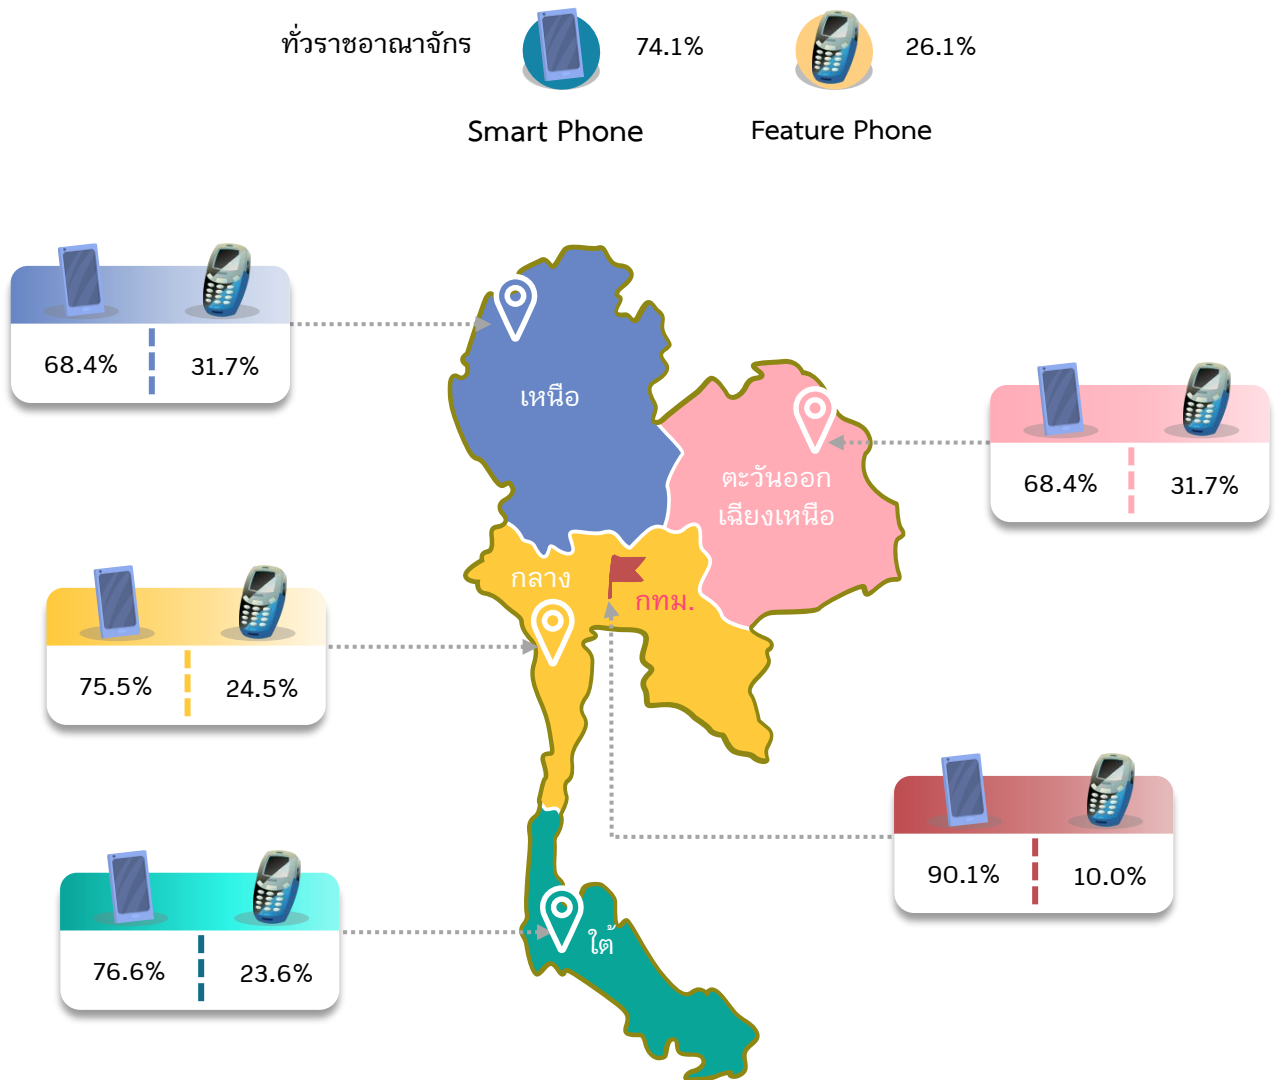 ทั่วราชอาณาจักร 74.1% 26.1%
Smart Phone Feature Phone
68.4% 31.7%
เหนือ
ตะวันออก
เฉียงเหนือ
68.4% 31.7%
กลาง
กทม.
75.5% 24.5%
90.1% 10.0%
ใต้
76.6% 23.6%